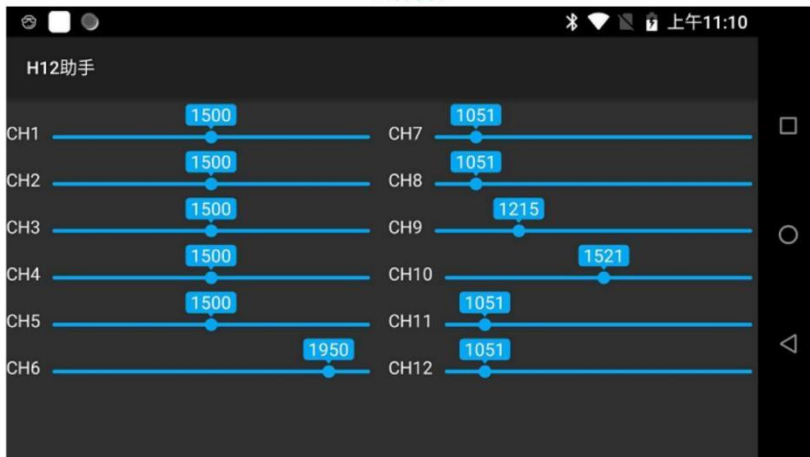 上午11:10
H12助手
CH1 1500
CH2 1500
CH3 1500
CH4 1500
CH5 1500
CH6 1950
CH7 1051
CH8 1051
CH9 1215
CH10 1521
CH11 1051
CH12 1051